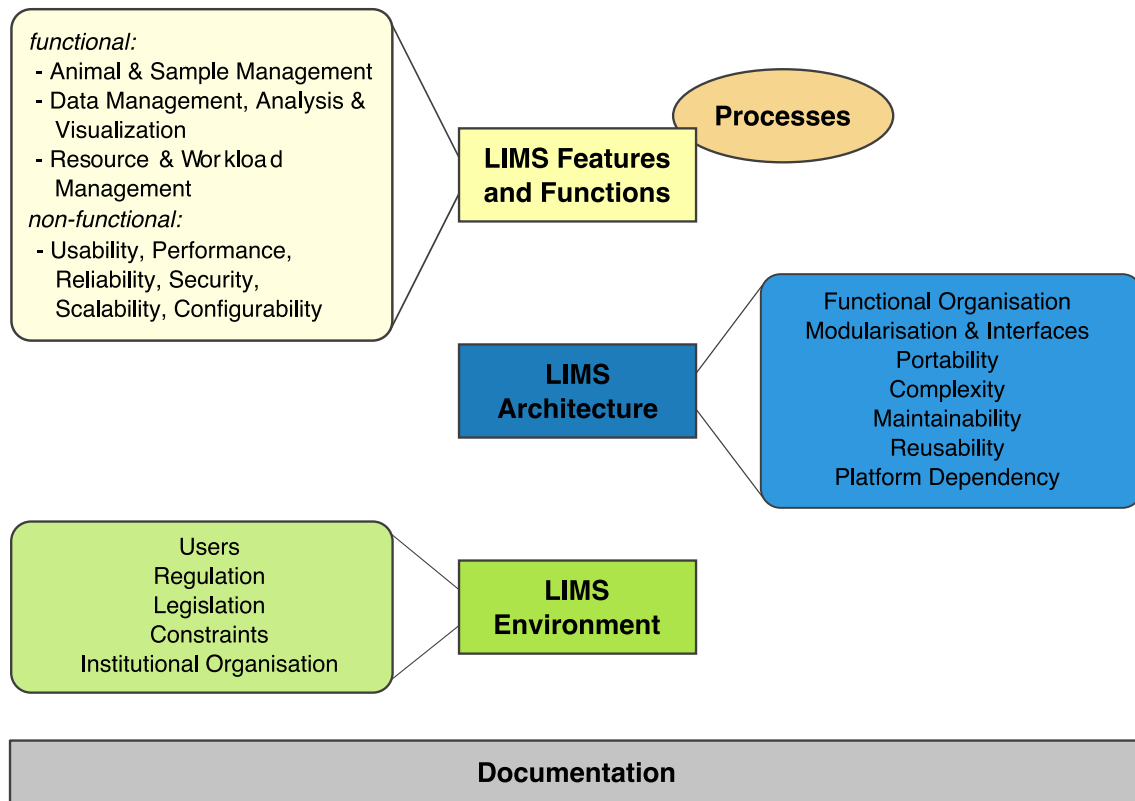 functional:
- Animal & Sample Management
- Data Management, Analysis &
Visualization
- Resource & Workload
Management
non-functional:
- Usability, Performance,
Reliability, Security,
Scalability, Configurability
Processes
LIMS Features
and Functions
LIMS
Architecture
Functional Organisation
Modularisation & Interfaces
Portability
Complexity
Maintainability
Reusability
Platform Dependency
Users
Regulation
Legislation
Constraints
Institutional Organisation
LIMS
Environment
Documentation